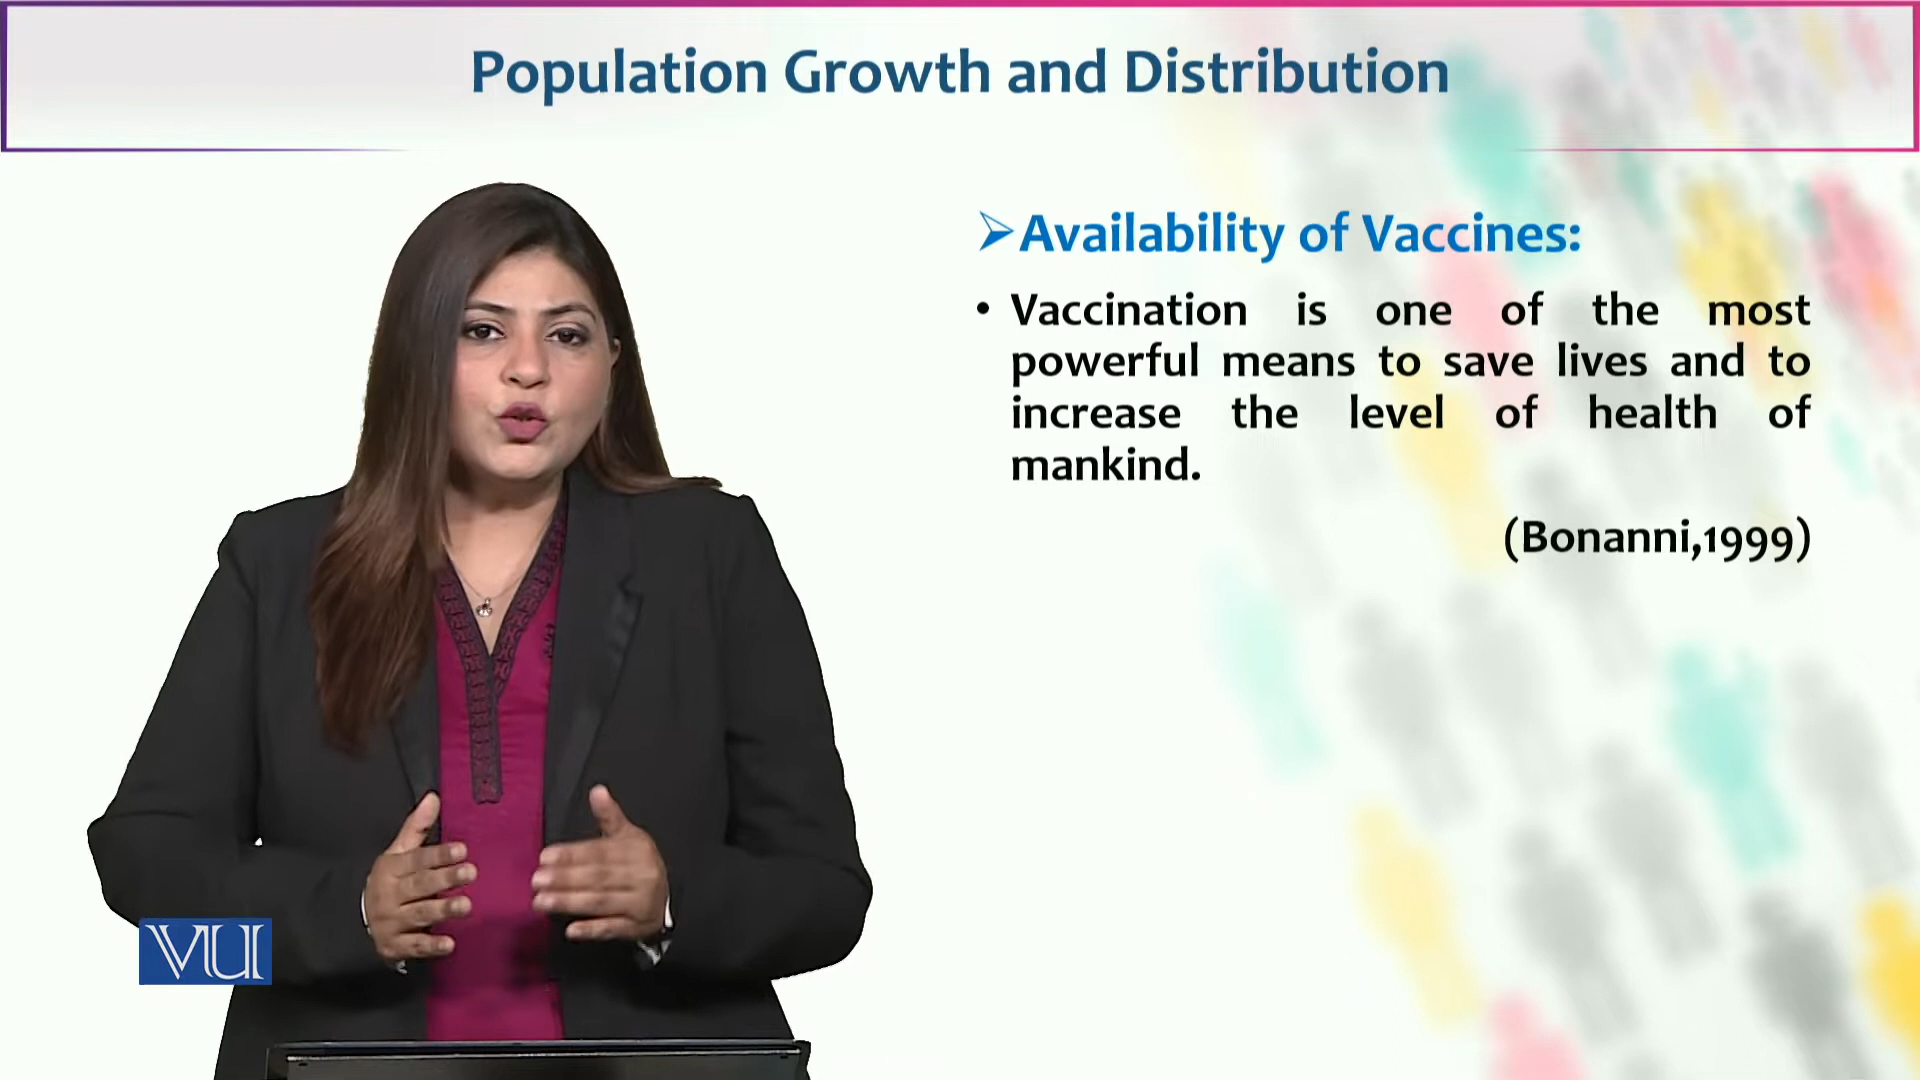 Population Growth and Distribution
➢Availability of Vaccines:
• Vaccination is one of the most
powerful means to save lives and to
increase the level of health of
mankind.
(Bonanni,1999)
VU